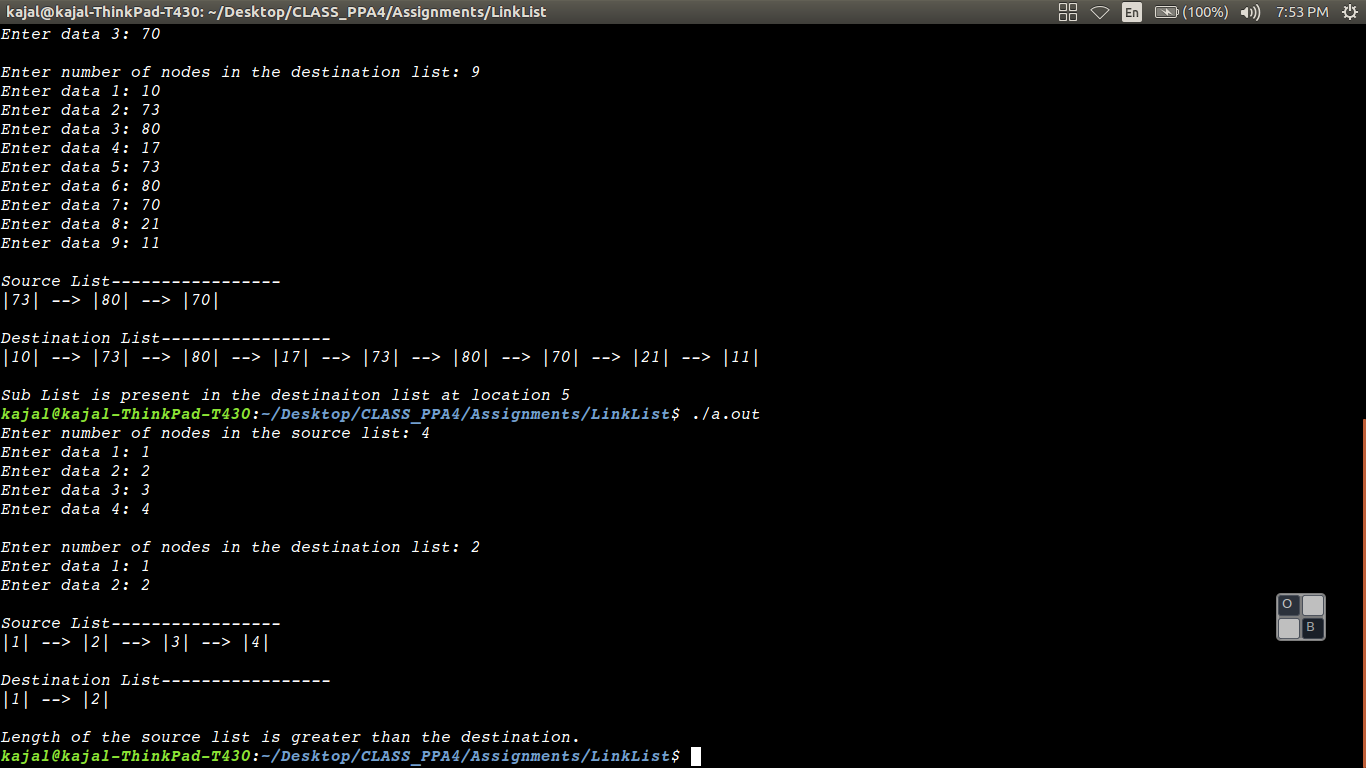 kajal@kajal-ThinkPad-T430: ~/Desktop/CLASS_PPA4/Assignments/LinkList En (100%) 7:53 PM
Enter data 3: 70
Enter number of nodes in the destination list: 9
Enter data 1: 10
Enter data 2: 73
Enter data 3: 80
Enter data 4: 17
Enter data 5: 73
Enter data 6: 80
Enter data 7: 70
Enter data 8: 21
Enter data 9: 11
Source List-----------------
|73| --> |80| --> |70|
Destination List-----------------
|10| --> |73| --> |80| --> |17| --> |73| --> |80| --> |70| --> |21| --> |11|
Sub List is present in the destinaiton list at location 5
kajal@kajal-ThinkPad-T430:~/Desktop/CLASS_PPA4/Assignments/LinkList$ ./a.out
Enter number of nodes in the source list: 4
Enter data 1: 1
Enter data 2: 2
Enter data 3: 3
Enter data 4: 4
Enter number of nodes in the destination list: 2
Enter data 1: 1
Enter data 2: 2
Source List-----------------
|1| --> |2| --> |3| --> |4|
Destination List-----------------
|1| --> |2|
Length of the source list is greater than the destination.
kajal@kajal-ThinkPad-T430:~/Desktop/CLASS_PPA4/Assignments/LinkList$
O
B